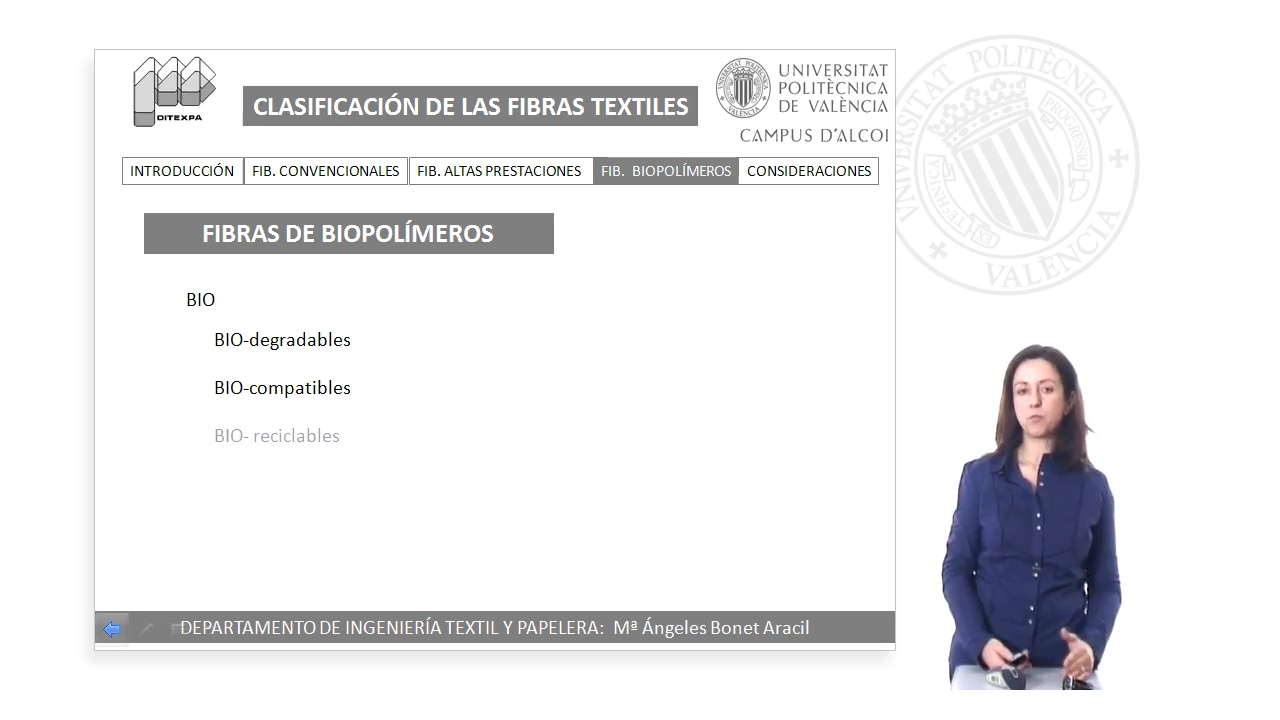 DITEXPA
CLASIFICACIÓN DE LAS FIBRAS TEXTILES
UNIVERSITAT
POLITÈCNICA
DE VALÈNCIA
CAMPUS D'ALCOI
INTRODUCCIÓN
FIB. CONVENCIONALES
FIB. ALTAS PRESTACIONES
FIB. BIOPOLÍMEROS
CONSIDERACIONES
FIBRAS DE BIOPOLÍMEROS
BIO
BIO-degradables
BIO-compatibles
BIO- reciclables
DEPARTAMENTO DE INGENIERÍA TEXTIL Y PAPELERA: Mª Ángeles Bonet Aracil
POLITÈCNICA
VALÈNCIA